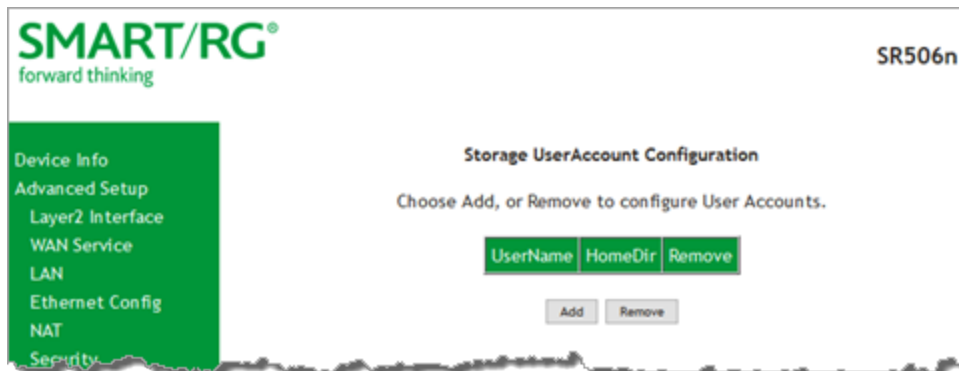 SMART/RG®
forward thinking
SR506n
Device Info
Advanced Setup
Layer2 Interface
WAN Service
LAN
Ethernet Config
NAT
Security
Storage UserAccount Configuration
Choose Add, or Remove to configure User Accounts.
UserName HomeDir Remove
Add Remove